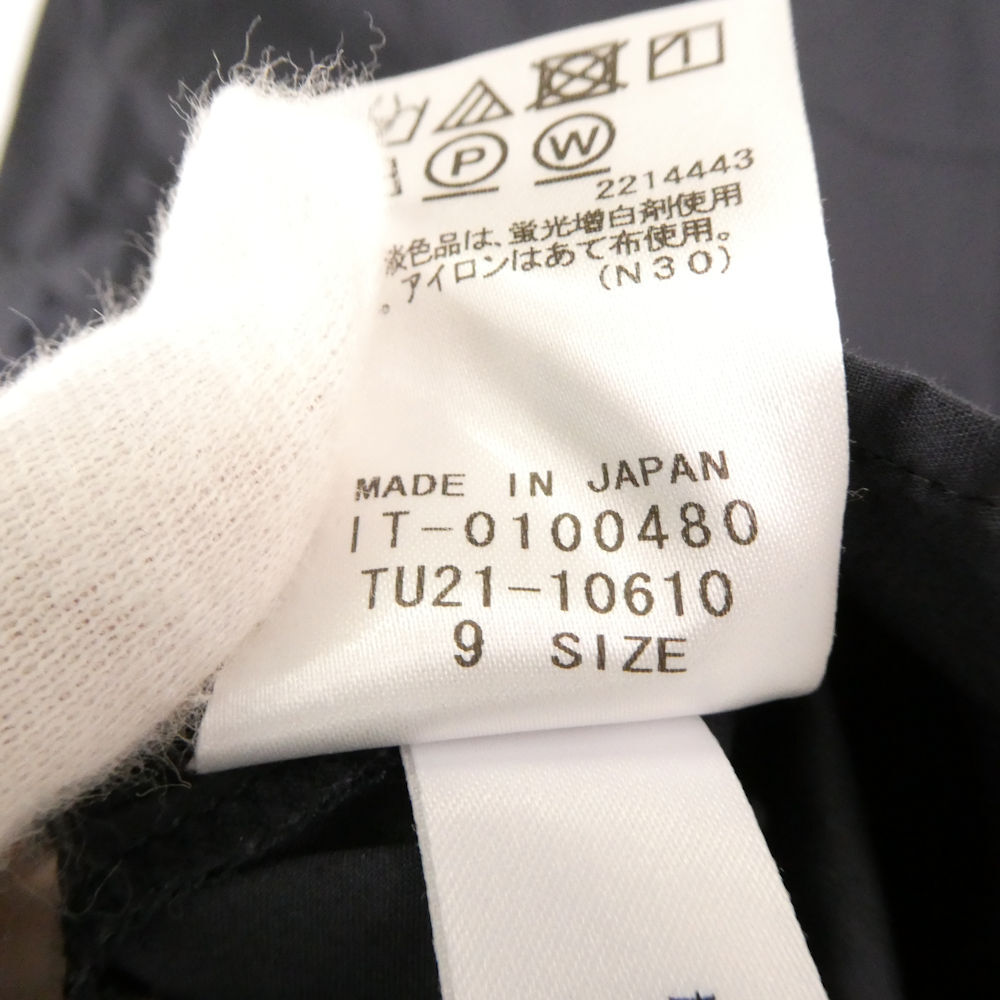 P W
2214443
淡色品は、蛍光増白剤使用
。アイロンはあて布使用。
(N30)
MADE IN JAPAN
IT-0100480
TU21-10610
9 SIZE